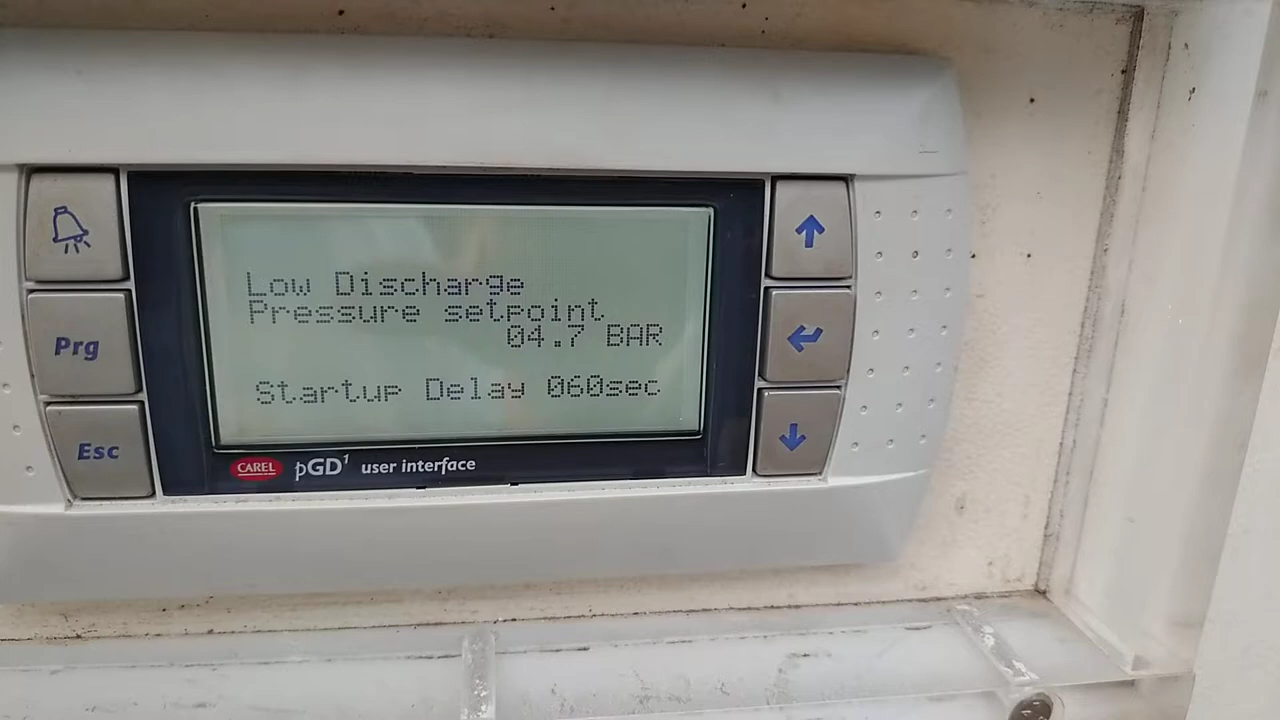 Low Discharge
Pressure setpoint
04.7 BAR
Startup Delay 060sec
Prg
Esc
CAREL pGD1 user interface